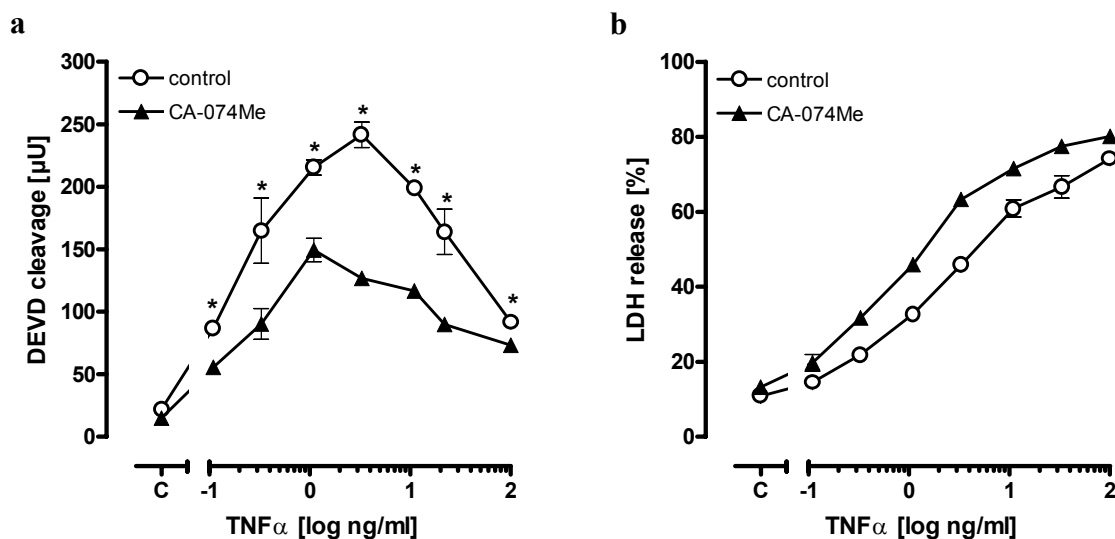 a
300
250
200
150
100
50
0
DEVD cleavage [µU]
control
CA-074Me
*
*
*
*
*
*
*
C
-1
0
1
2
TNFα [log ng/ml]
b
100
80
60
40
20
0
LDH release [%]
control
CA-074Me
C
-1
0
1
2
TNFα [log ng/ml]